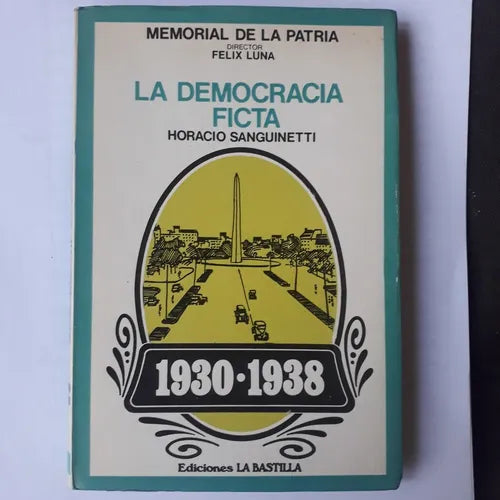 MEMORIAL DE LA PATRIA
DIRECTOR
FELIX LUNA
LA DEMOCRACIA
FICTA
HORACIO SANGUINETTI
1930·1938
Ediciones LA BASTILLA